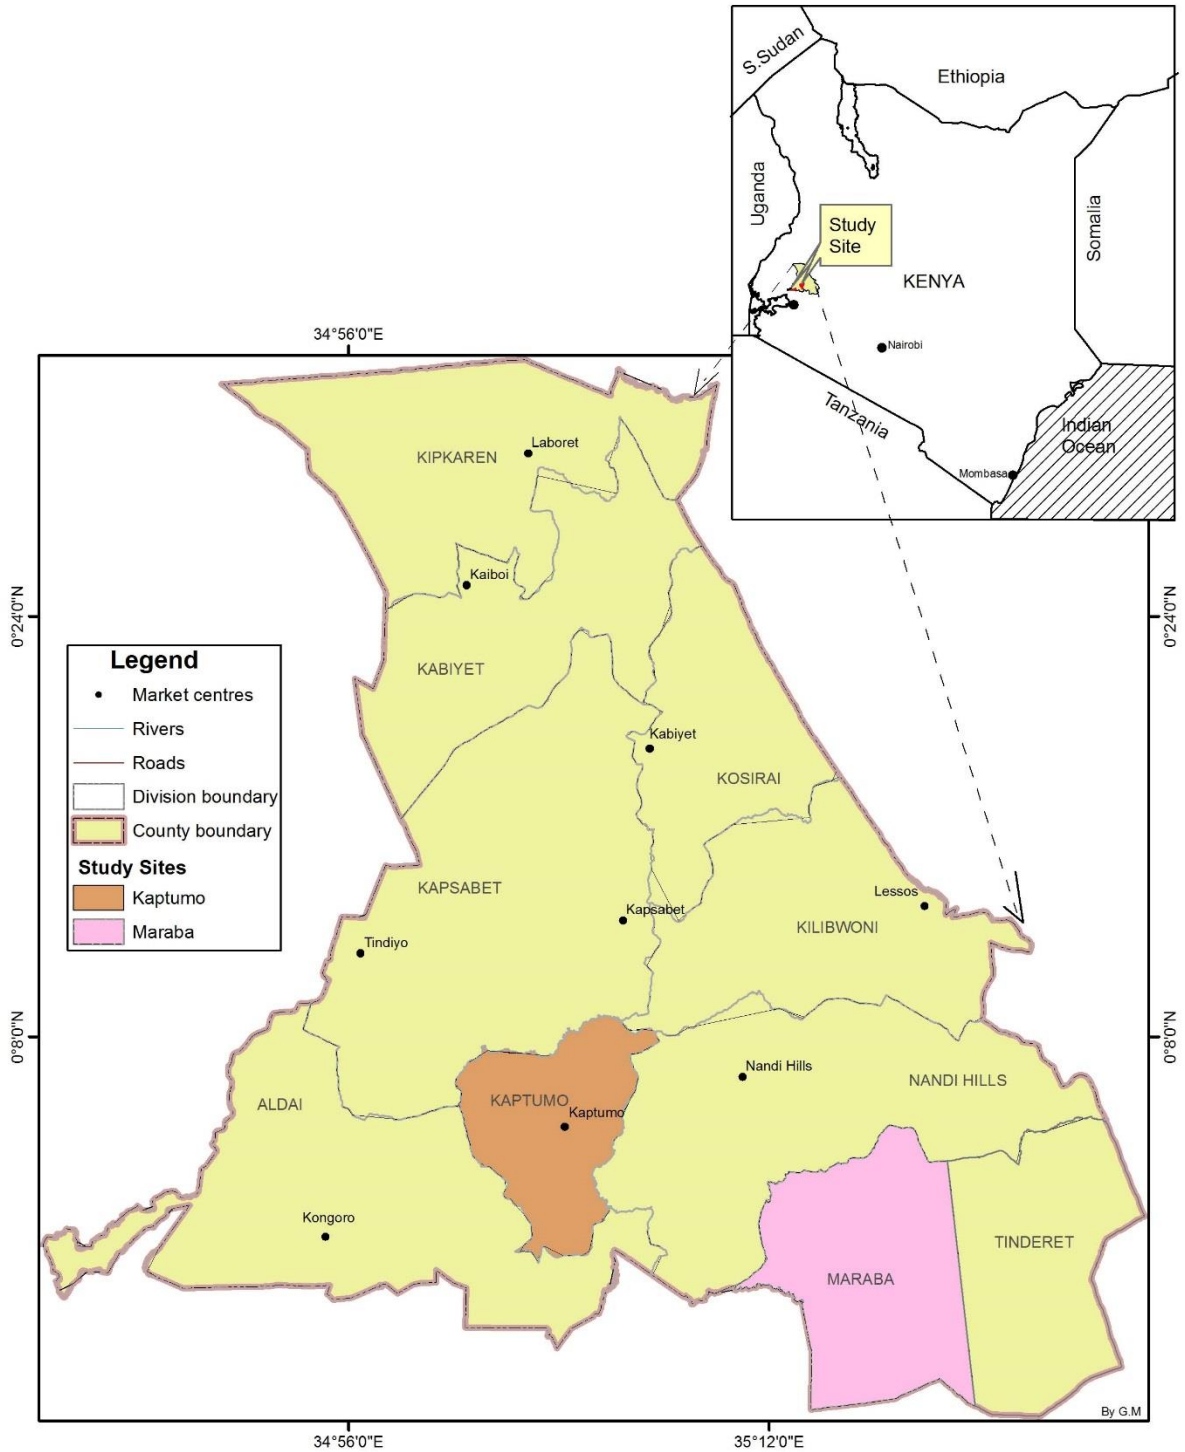 S.Sudan
Ethiopia
Uganda
Somalia
Study
Site
KENYA
Nairobi
Tanzania
Indian
Ocean
Mombasa
34°56'0"E
0°24'0"N
0°24'0"N
KIPKAREN
Laboret
Kaiboi
KABIYET
Kabiyet
KOSIRAI
Legend
Market centres
Rivers
Roads
Division boundary
County boundary
Study Sites
Kaptumo
Maraba
KAPSABET
Kapsabet
Lessos
KILIBWONI
Tindiyo
0°8'0"N
0°8'0"N
Nandi Hills
NANDI HILLS
ALDAI
KAPTUMO
Kaptumo
Kongoro
TINDERET
MARABA
By G.M
34°56'0"E
35°12'0"E